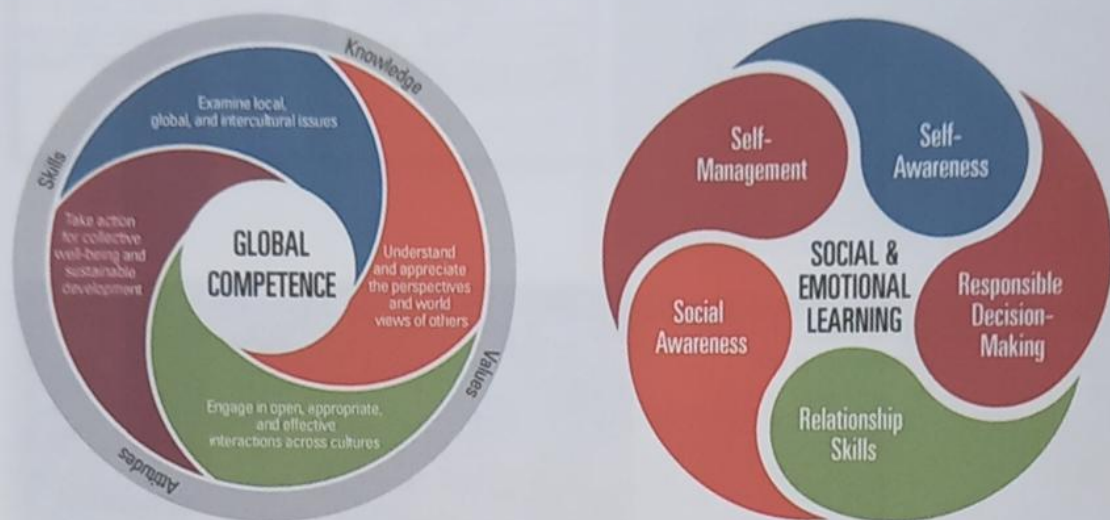 Knowledge
Skills
Examine local,
global, and intercultural issues
Take action
for collective
well-being and
sustainable
development
GLOBAL
COMPETENCE
Understand
and appreciate
the perspectives
and world
views of others
Values
Engage in open, appropriate,
and effective
interactions across cultures
Attitudes
Self-
Management
Self-
Awareness
SOCIAL &
EMOTIONAL
LEARNING
Responsible
Decision-
Making
Social
Awareness
Relationship
Skills